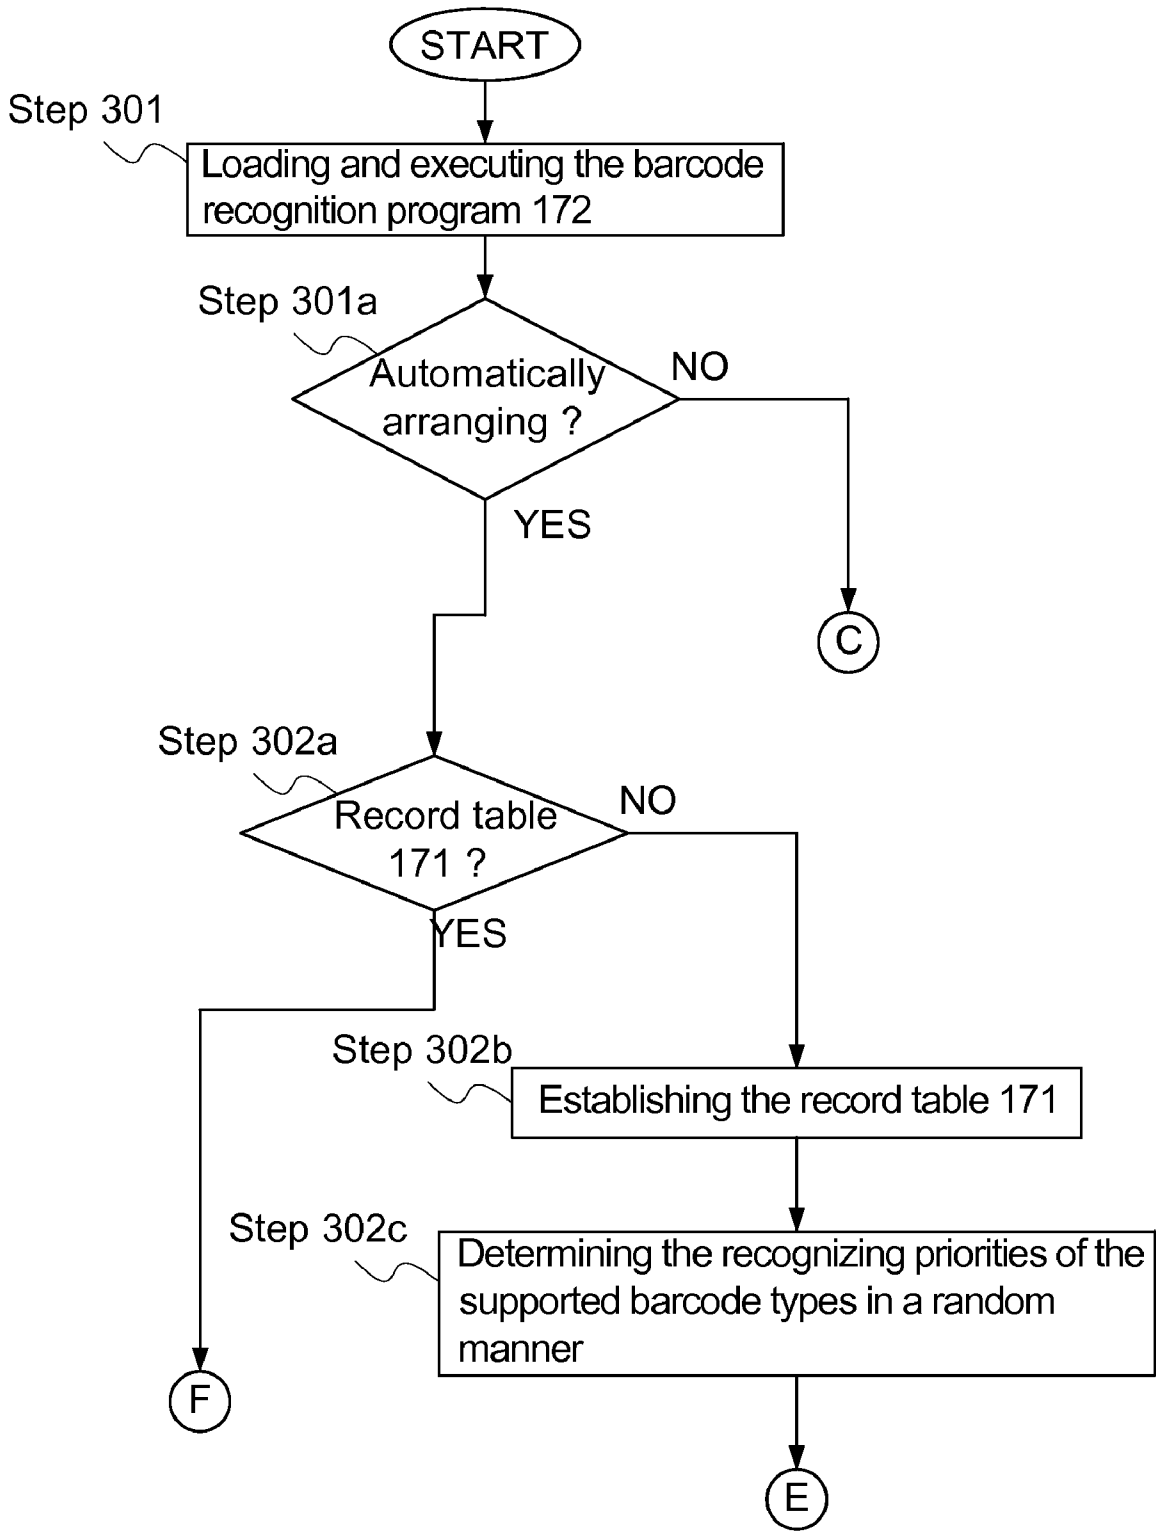 START
Step 301
Loading and executing the barcode
recognition program 172
Step 301a
Automatically
arranging ?
NO
YES
C
Step 302a
Record table
171 ?
NO
YES
Step 302b
Establishing the record table 171
Step 302c
Determining the recognizing priorities of the
supported barcode types in a random
manner
F
E